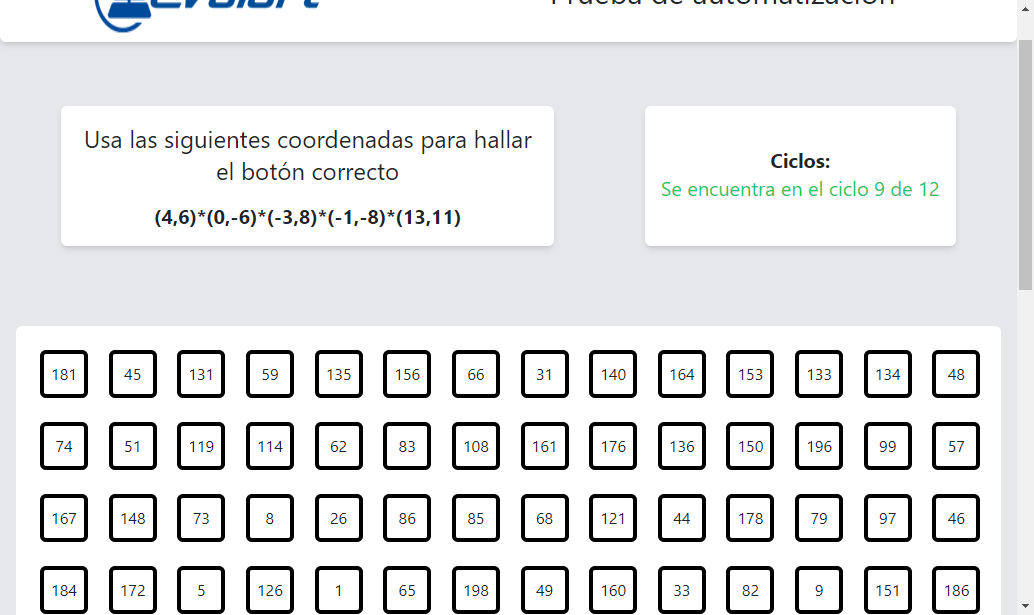 Evoloft
Prueba de automatización
Usa las siguientes coordenadas para hallar
el botón correcto
(4,6)*(0,-6)*(-3,8)*(-1,-8)*(13,11)
Ciclos:
Se encuentra en el ciclo 9 de 12
181 45 131 59 135 156 66 31 140 164 153 133 134 48
74 51 119 114 62 83 108 161 176 136 150 196 99 57
167 148 73 8 26 86 85 68 121 44 178 79 97 46
184 172 5 126 1 65 198 49 160 33 82 9 151 186